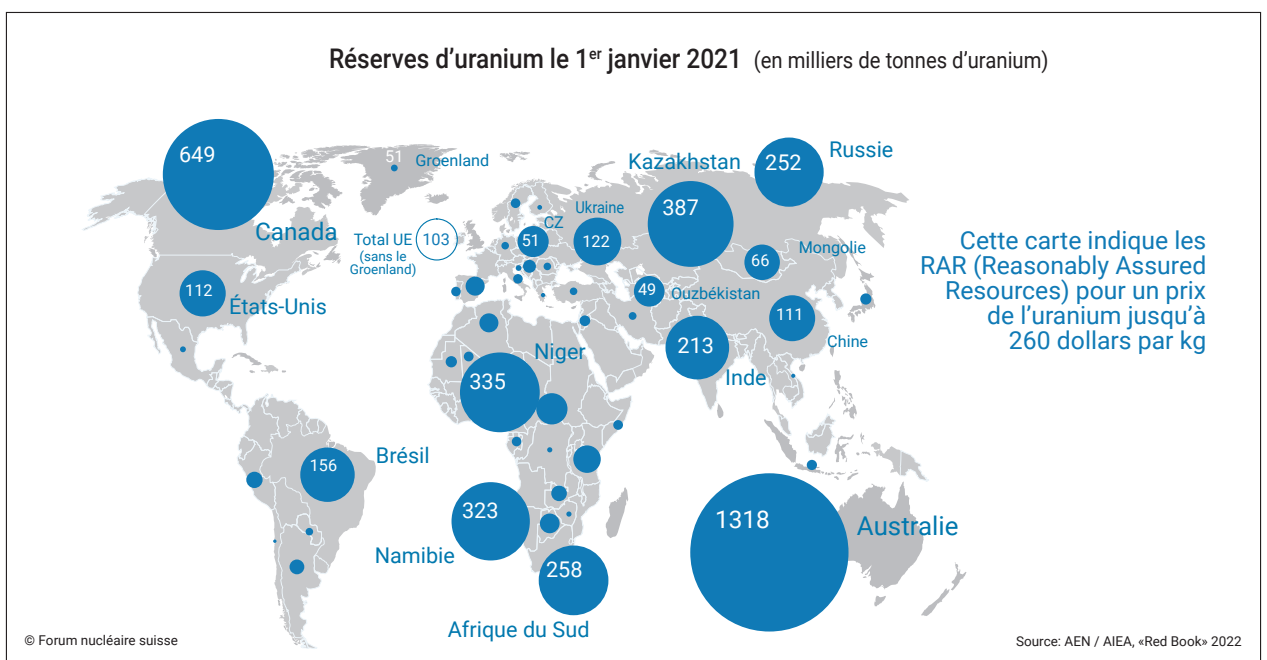 Réserves d’uranium le 1er janvier 2021 (en milliers de tonnes d’uranium)
649
Canada
51
Groenland
Kazakhstan
387
252
Russie
Total UE
(sans le
Groenland)
103
CZ
51
Ukraine
122
66
Mongolie
112
États-Unis
49
Ouzbékistan
111
Chine
213
Inde
Niger
335
Cette carte indique les
RAR (Reasonably Assured
Resources) pour un prix
de l’uranium jusqu’à
260 dollars par kg
156
Brésil
323
Namibie
258
Afrique du Sud
1318
Australie
© Forum nucléaire suisse
Source: AEN / AIEA, «Red Book» 2022